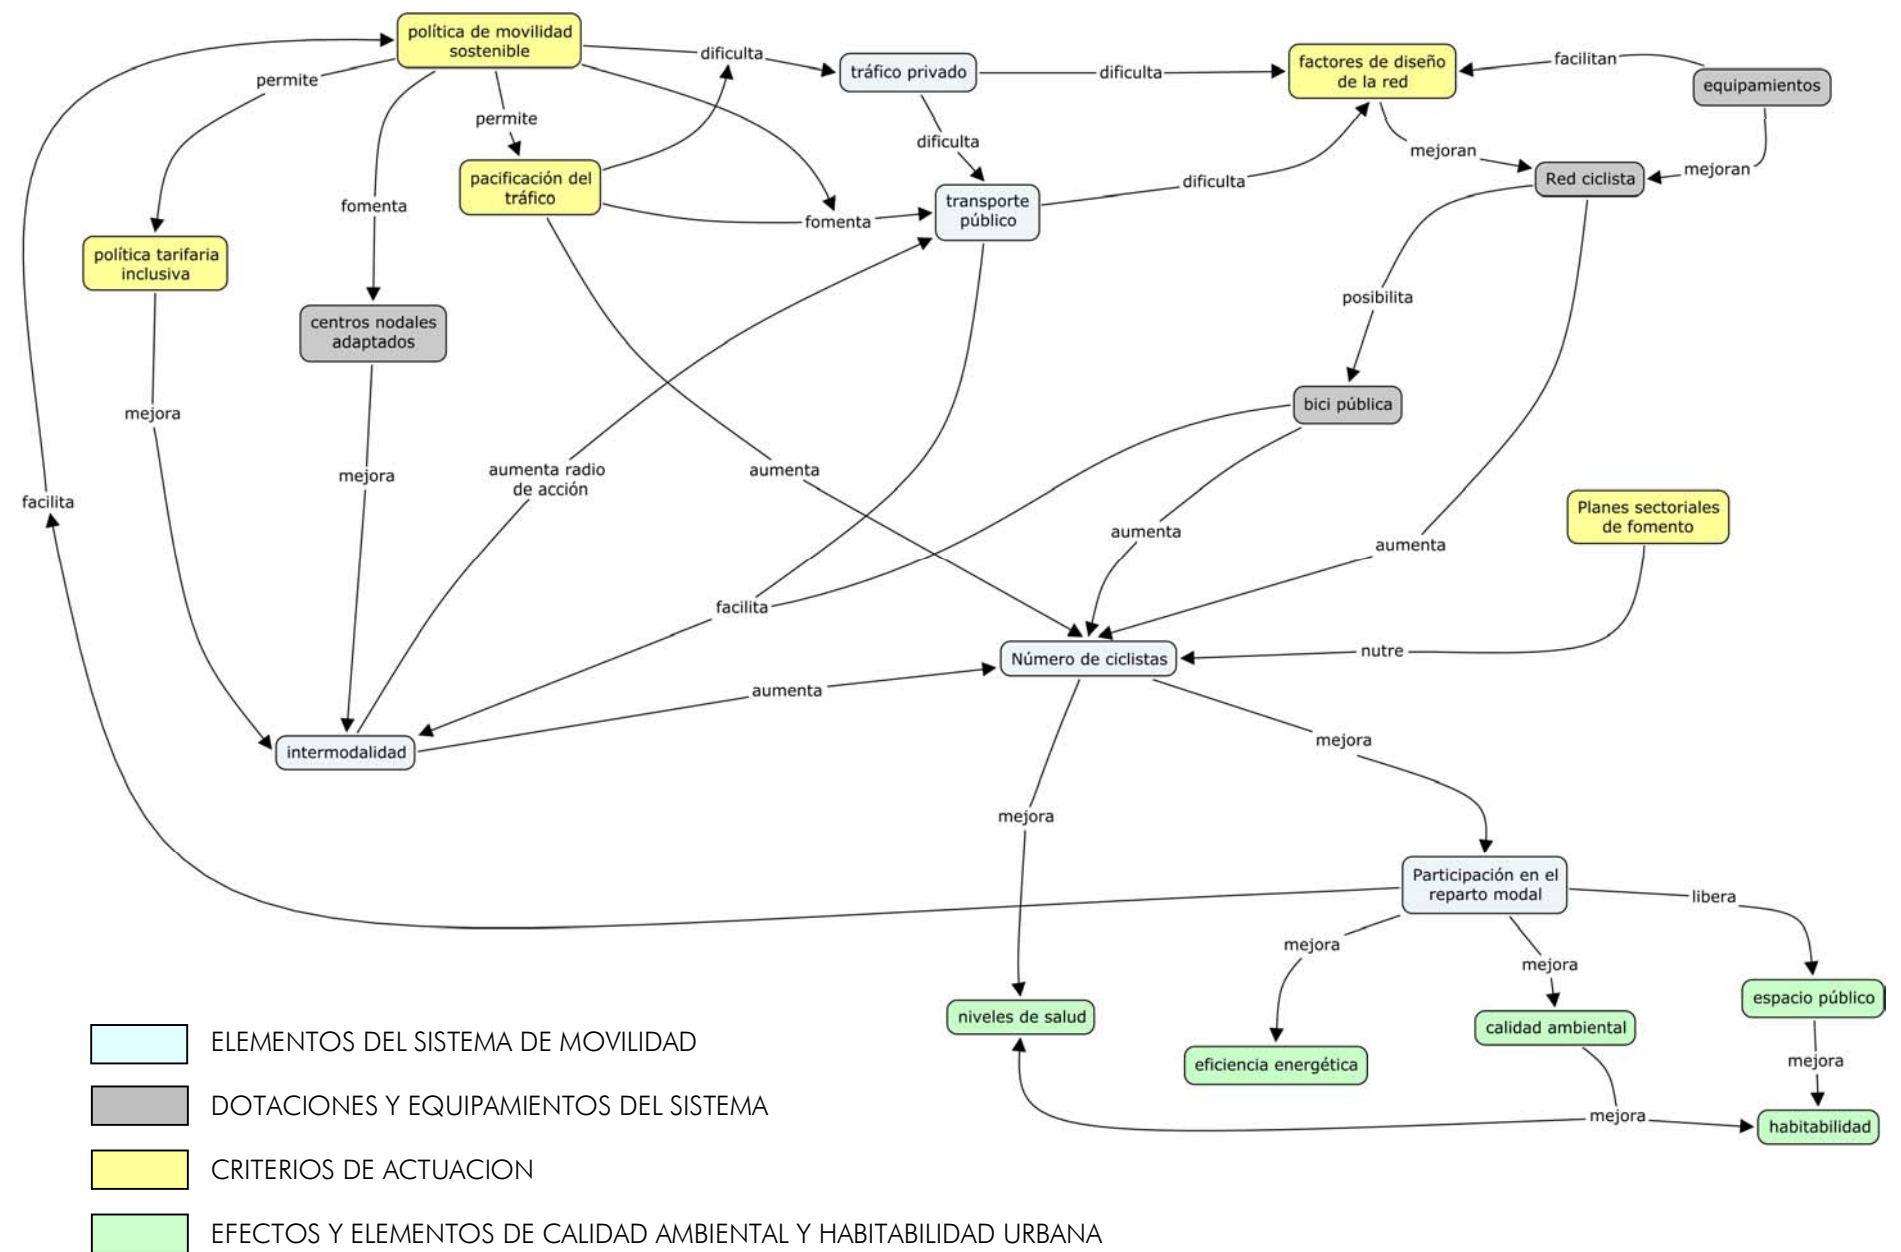 política de movilidad
sostenible
dificulta
tráfico privado
dificulta
factores de diseño
de la red
facilitan
equipamientos
permite
permite
dificulta
mejoran
mejoran
pacificación del
tráfico
Red ciclista
fomenta
transporte
público
dificulta
fomenta
política tarifaria
inclusiva
centros nodales
adaptados
posibilita
bici pública
mejora
mejora
aumenta radio
de acción
aumenta
facilita
aumenta
aumenta
Planes sectoriales
de fomento
facilita
Número de ciclistas
nutre
aumenta
intermodalidad
mejora
mejora
Participación en el
reparto modal
libera
mejora
mejora
espacio público
niveles de salud
calidad ambiental
eficiencia energética
mejora
mejora
habitabilidad
ELEMENTOS DEL SISTEMA DE MOVILIDAD
DOTACIONES Y EQUIPAMIENTOS DEL SISTEMA
CRITERIOS DE ACTUACION
EFECTOS Y ELEMENTOS DE CALIDAD AMBIENTAL Y HABITABILIDAD URBANA